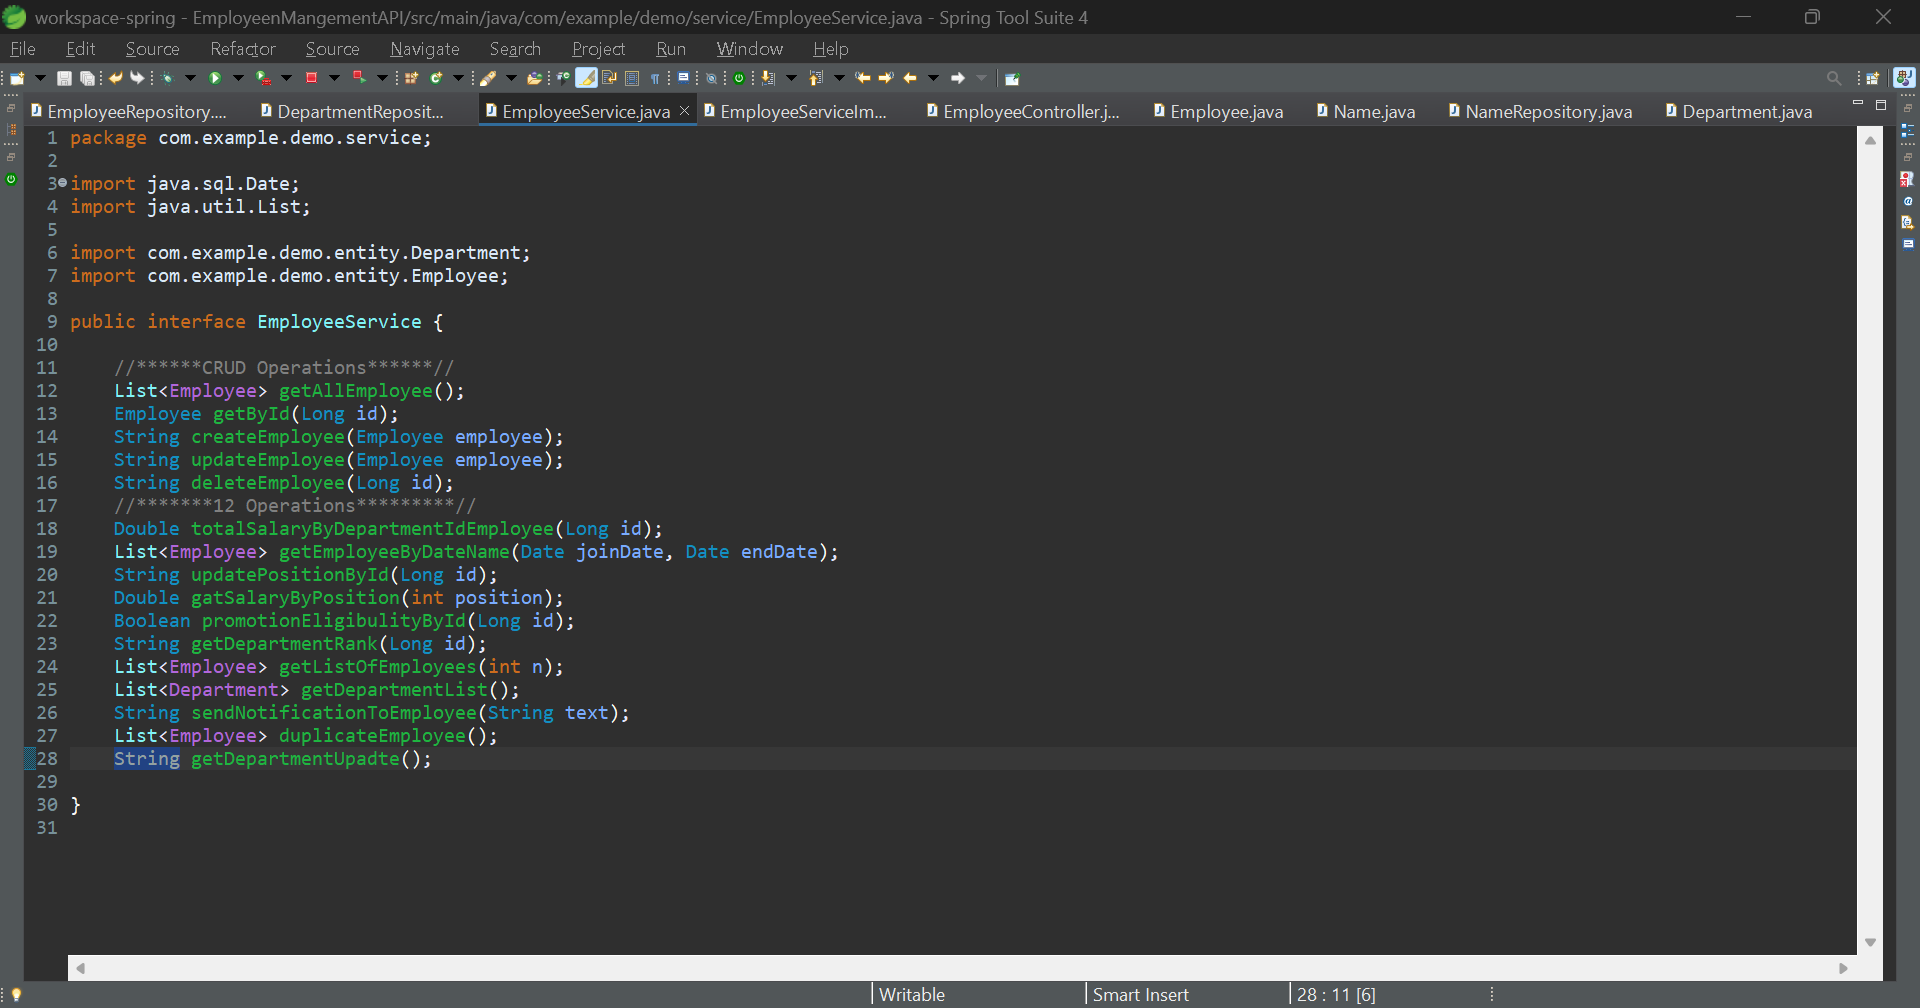 workspace-spring - EmployeenMangementAPI/src/main/java/com/example/demo/service/EmployeeService.java - Spring Tool Suite 4
File Edit Source Refactor Source Navigate Search Project Run Window Help
EmployeeRepository.... DepartmentReposit... EmployeeService.java EmployeeServiceIm... EmployeeController.j... Employee.java Name.java NameRepository.java Department.java
1 package com.example.demo.service;
2
3 import java.sql.Date;
4 import java.util.List;
5
6 import com.example.demo.entity.Department;
7 import com.example.demo.entity.Employee;
8
9 public interface EmployeeService {
10
11 //******CRUD Operations******//
12 List<Employee> getAllEmployee();
13 Employee getById(Long id);
14 String createEmployee(Employee employee);
15 String updateEmployee(Employee employee);
16 String deleteEmployee(Long id);
17 //*******12 Operations*********//
18 Double totalSalaryByDepartmentIdEmployee(Long id);
19 List<Employee> getEmployeeByDateName(Date joinDate, Date endDate);
20 String updatePositionById(Long id);
21 Double gatSalaryByPosition(int position);
22 Boolean promotionEligibulityById(Long id);
23 String getDepartmentRank(Long id);
24 List<Employee> getListOfEmployees(int n);
25 List<Department> getDepartmentList();
26 String sendNotificationToEmployee(String text);
27 List<Employee> duplicateEmployee();
28 String getDepartmentUpadte();
29
30 }
31
Writable Smart Insert 28 : 11 [6]